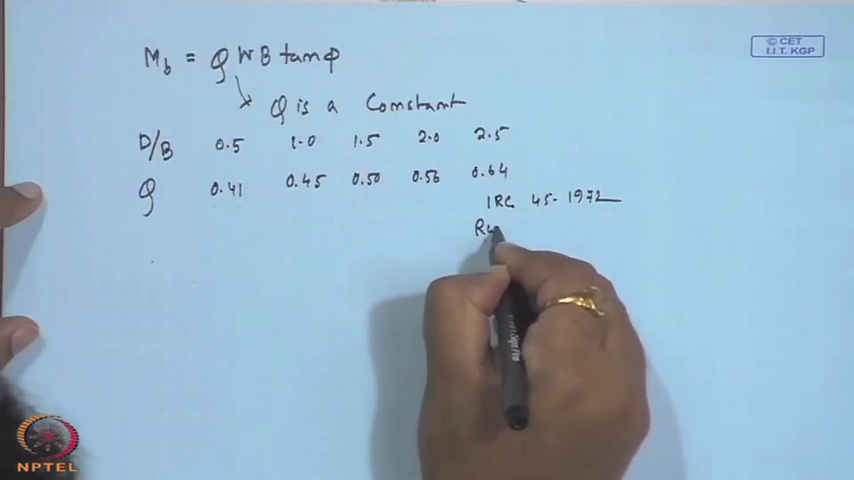 © CET
I.I.T. KGP
M_b = Q W B tan φ
Q is a Constant
D/B 0.5 1.0 1.5 2.0 2.5
Q 0.41 0.45 0.50 0.56 0.64
IRC 45-1972
NPTEL